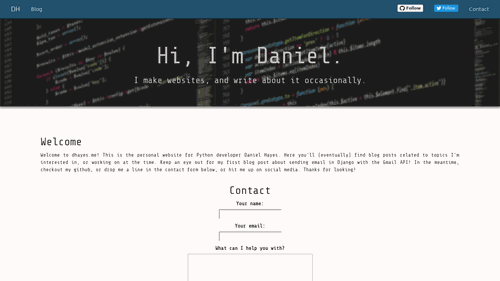 DH Blog Follow Follow Contact
Hi, I'm Daniel.
I make websites, and write about it occasionally.
Welcome
Welcome to dhayes.me! This is the personal website for Python developer Daniel Hayes. Here you'll (eventually) find blog posts related to topics I'm
interested in, or working on at the time. Keep an eye out for my first blog post about sending email in Django with the Gmail API! In the meantime,
checkout my github, or drop me a line in the contact form below, or hit me up on social media. Thanks for looking!
Contact
Your name:
Your email:
What can I help you with?